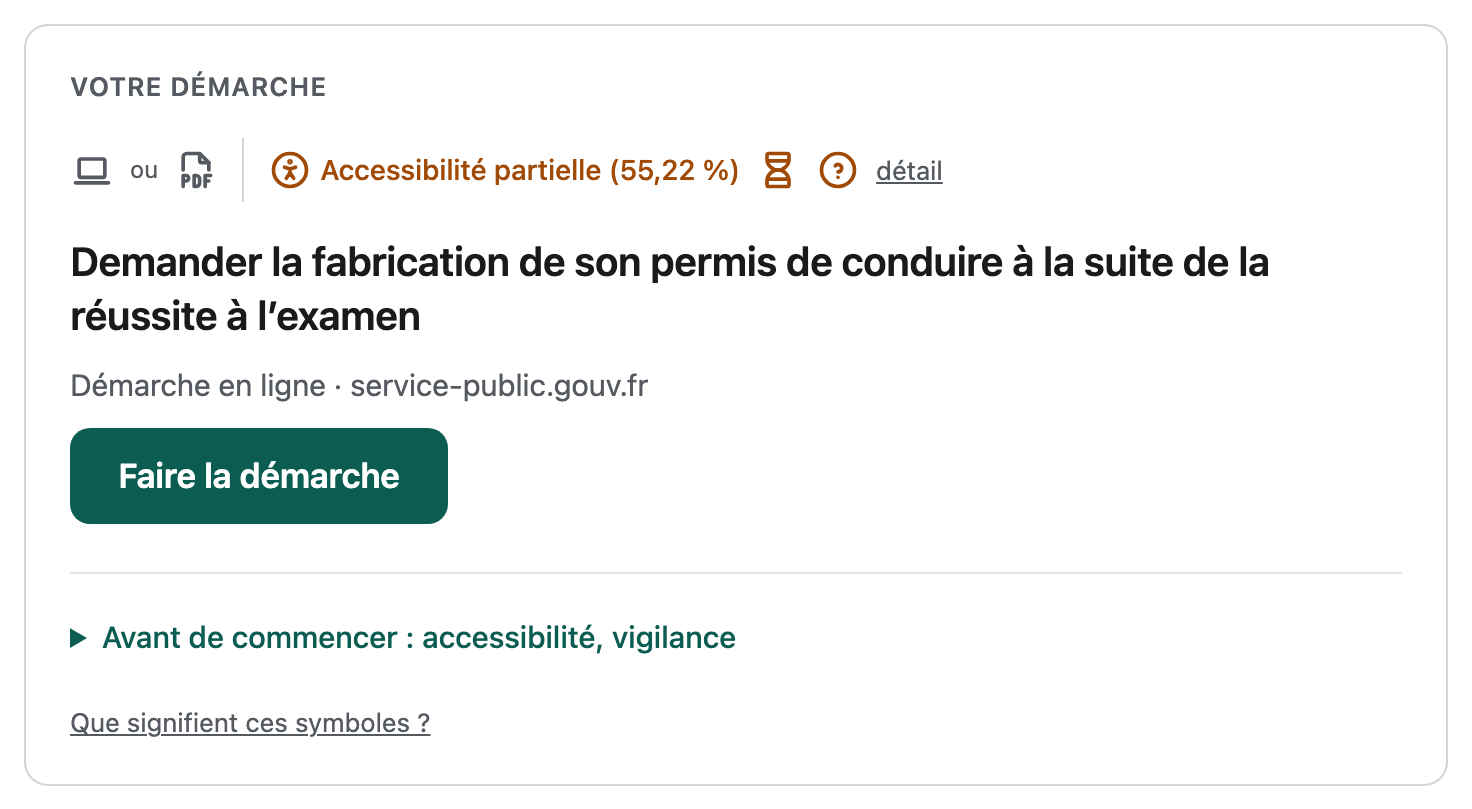 VOTRE DÉMARCHE
ou PDF Accessibilité partielle (55,22 %) ? détail
Demander la fabrication de son permis de conduire à la suite de la
réussite à l’examen
Démarche en ligne · service-public.gouv.fr
Faire la démarche
Avant de commencer : accessibilité, vigilance
Que signifient ces symboles ?